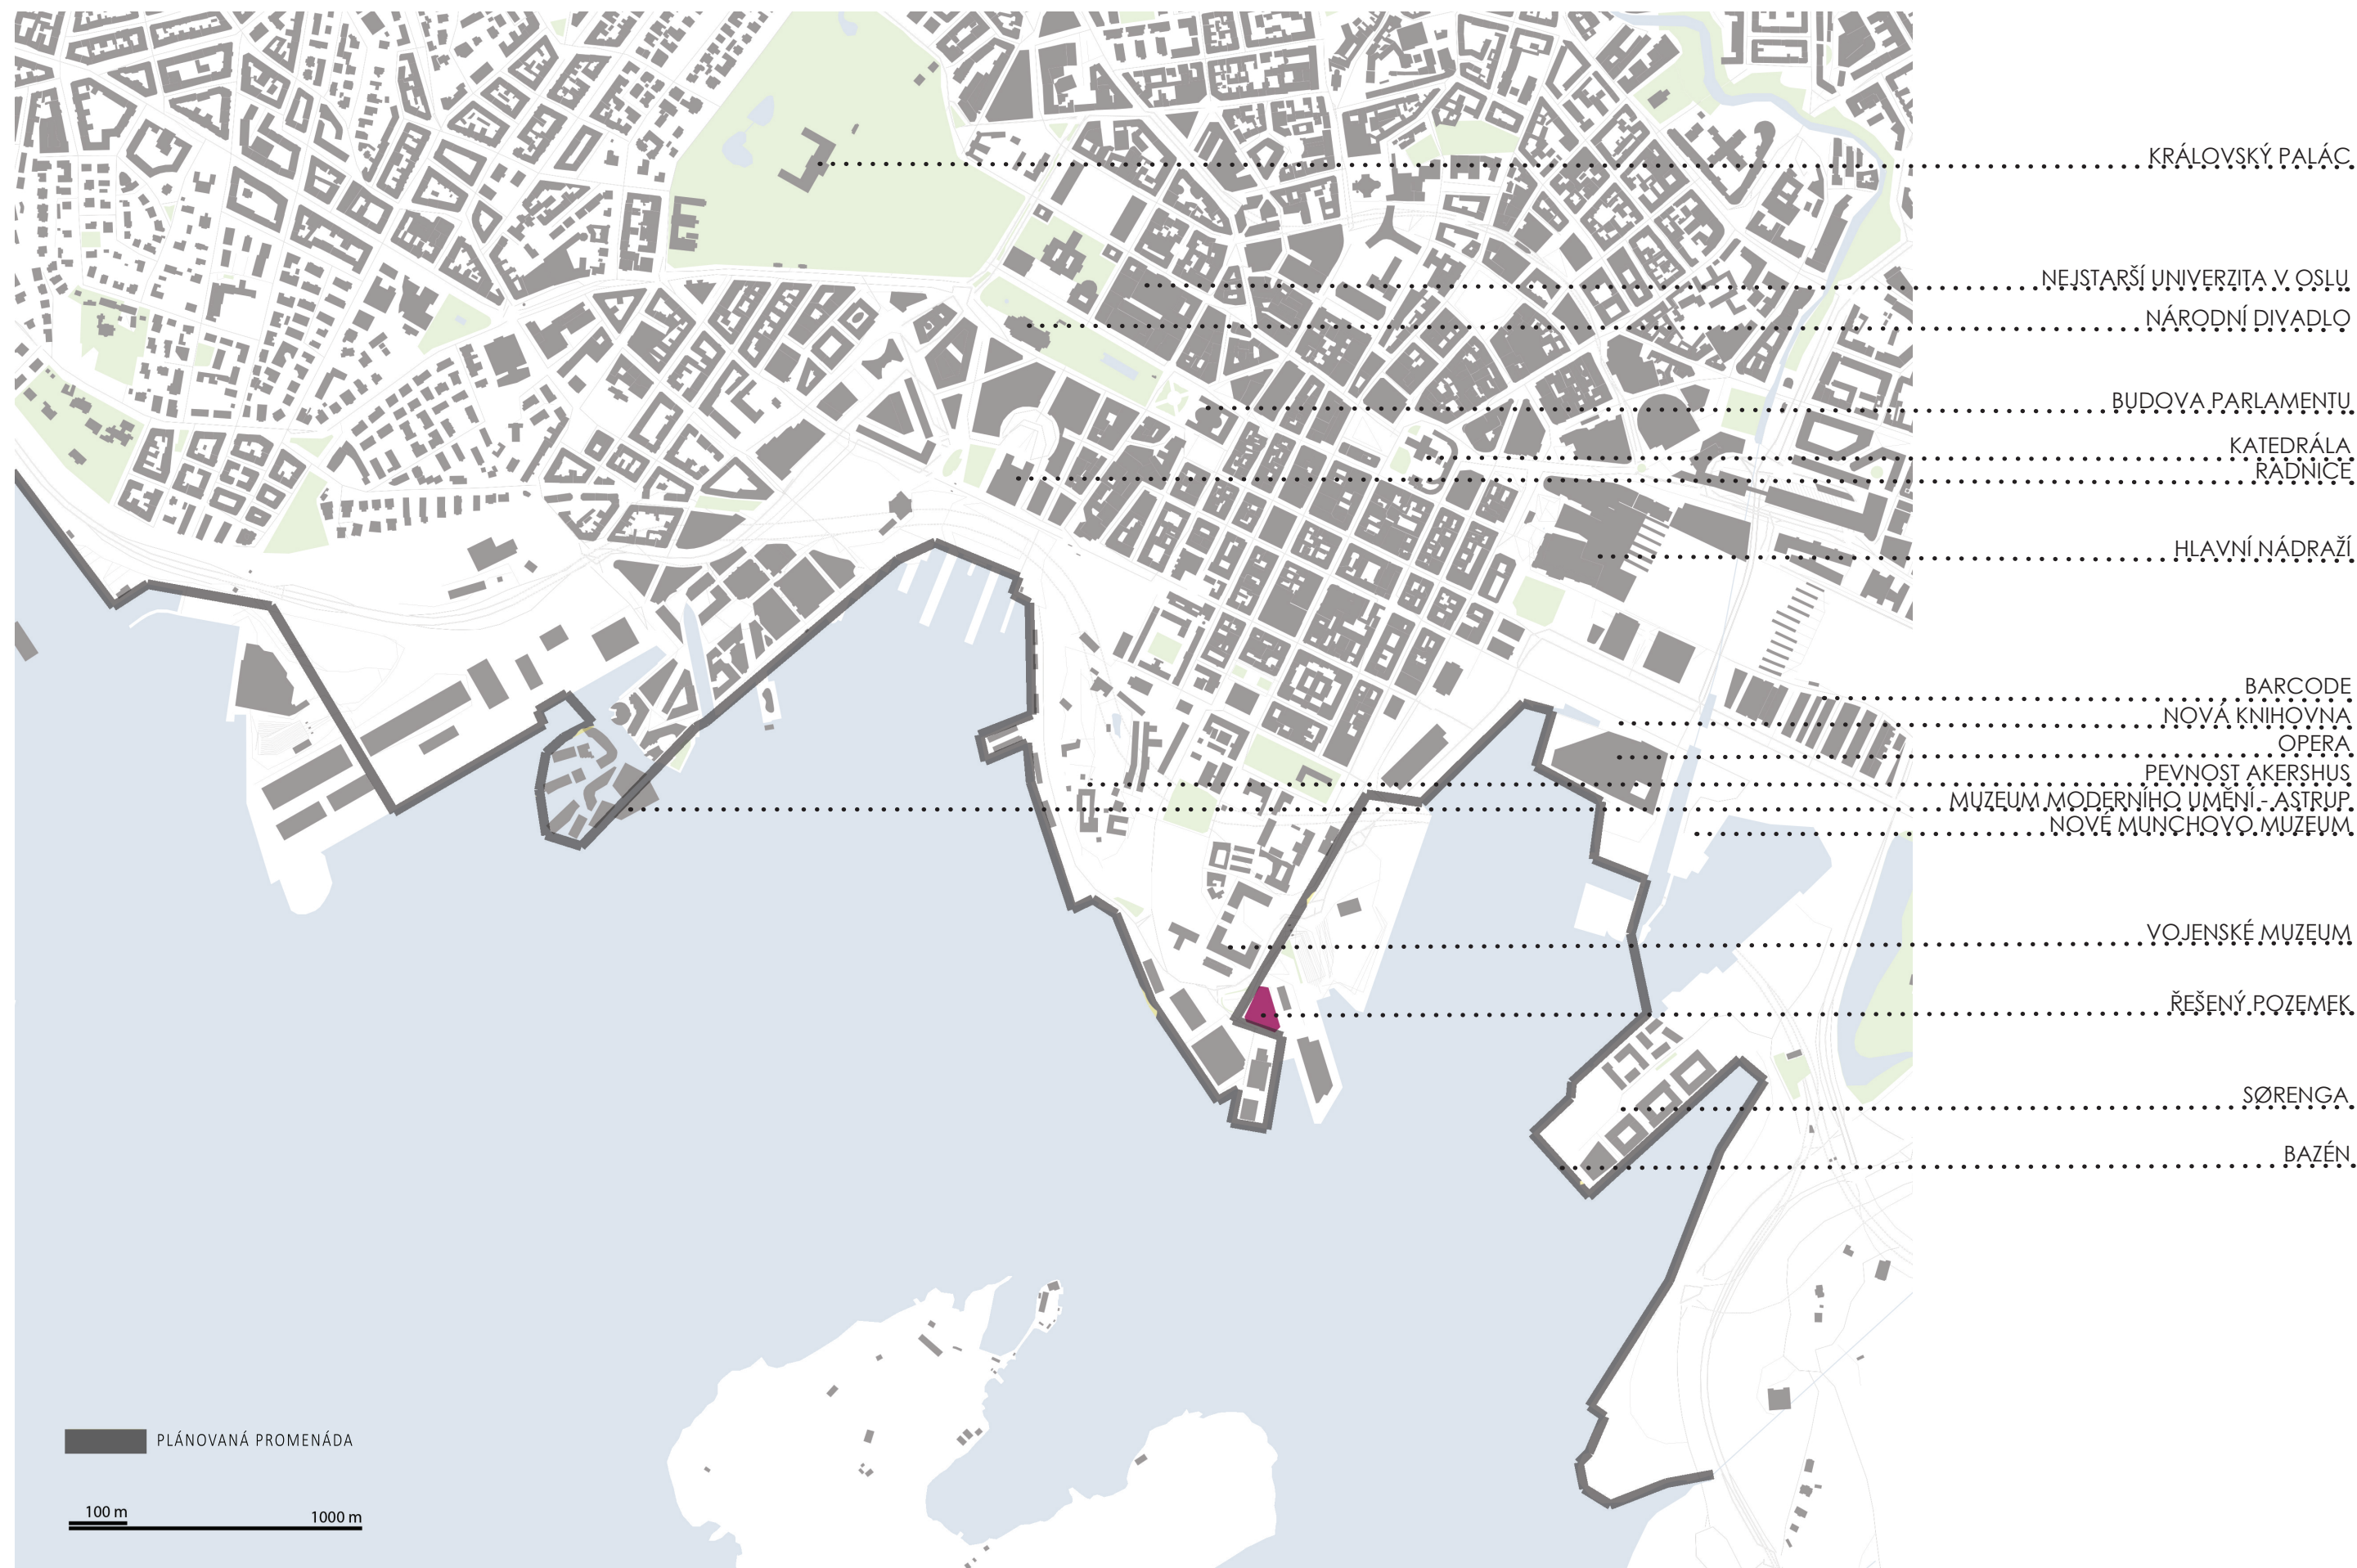 KRÁLOVSKÝ PALÁC
NEJSTARŠÍ UNIVERZITA V OSLU
NÁRODNÍ DIVADLO
BUDOVA PARLAMENTU
KATEDRÁLA
RADNICE
HLAVNÍ NÁDRAŽÍ
BARCODE
NOVÁ KNIHOVNA
OPERA
PEVNOST AKERSHUS
MUZEUM MODERNÍHO UMĚNÍ - ASTRUP
NOVÉ MUNCHOVO MUZEUM
VOJENSKÉ MUZEUM
ŘEŠENÝ POZEMEK
SØRENGA
BAZÉN
PLÁNOVANÁ PROMENÁDA
100 m
1000 m